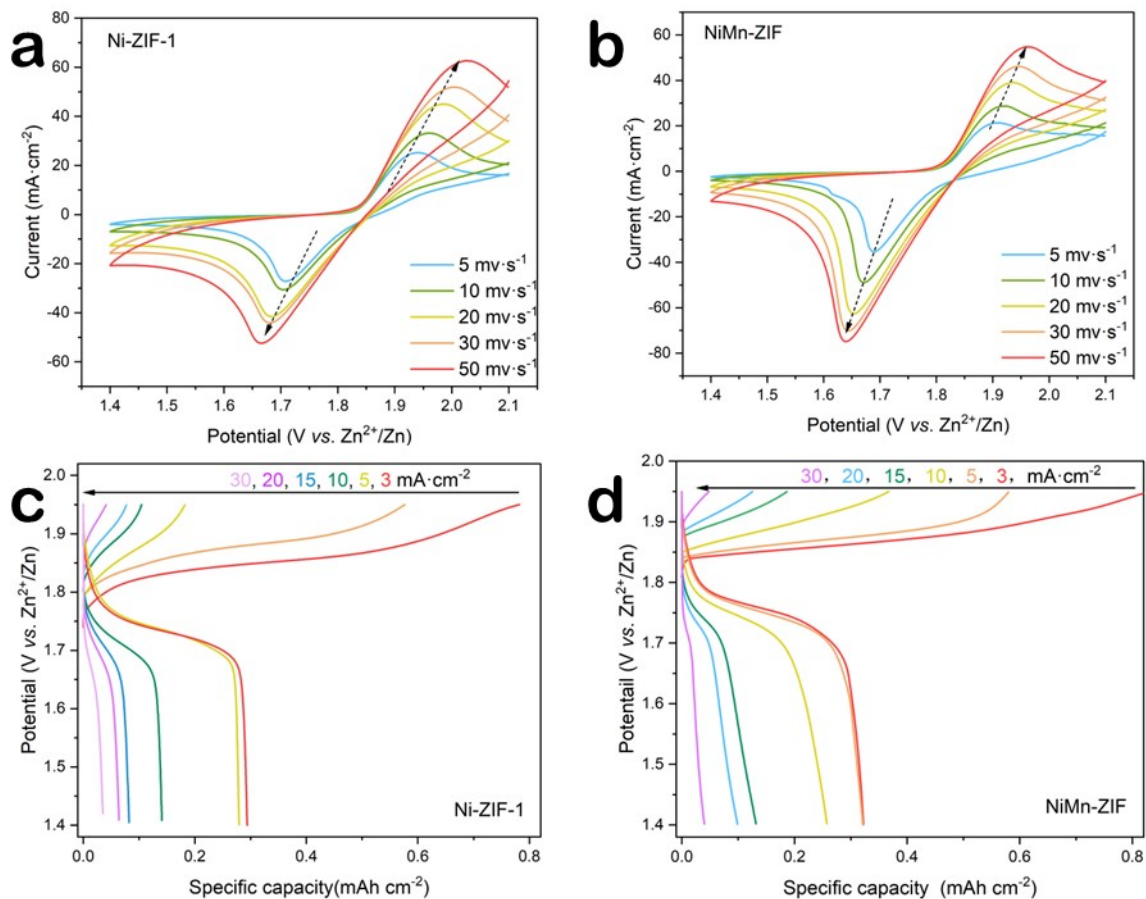 a
Ni-ZIF-1
80
60
40
20
0
-20
-40
-60
Current (mA·cm-2)
5 mv·s-1
10 mv·s-1
20 mv·s-1
30 mv·s-1
50 mv·s-1
1.4 1.5 1.6 1.7 1.8 1.9 2.0 2.1
Potential (V vs. Zn2+/Zn)
b
NiMn-ZIF
60
40
20
0
-20
-40
-60
-80
Current (mA·cm-2)
5 mv·s-1
10 mv·s-1
20 mv·s-1
30 mv·s-1
50 mv·s-1
1.4 1.5 1.6 1.7 1.8 1.9 2.0 2.1
Potential (V vs. Zn2+/Zn)
c
30, 20, 15, 10, 5, 3 mA·cm-2
2.0
1.9
1.8
1.7
1.6
1.5
1.4
Potential (V vs. Zn2+/Zn)
Ni-ZIF-1
0.0 0.2 0.4 0.6 0.8
Specific capacity(mAh cm-2)
d
30, 20, 15, 10, 5, 3, mA·cm-2
2.0
1.9
1.8
1.7
1.6
1.5
1.4
Potentail (V vs. Zn2+/Zn)
NiMn-ZIF
0.0 0.2 0.4 0.6 0.8
Specific capacity (mAh cm-2)